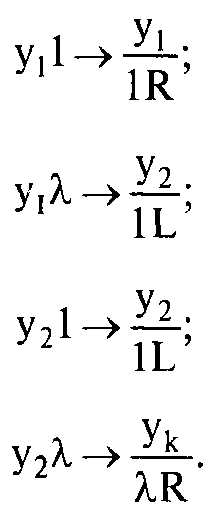 y₁1 → y₁/1R;
y₁λ → y₂/1L;
y₂1 → y₂/1L;
y₂λ → yₖ/λR.